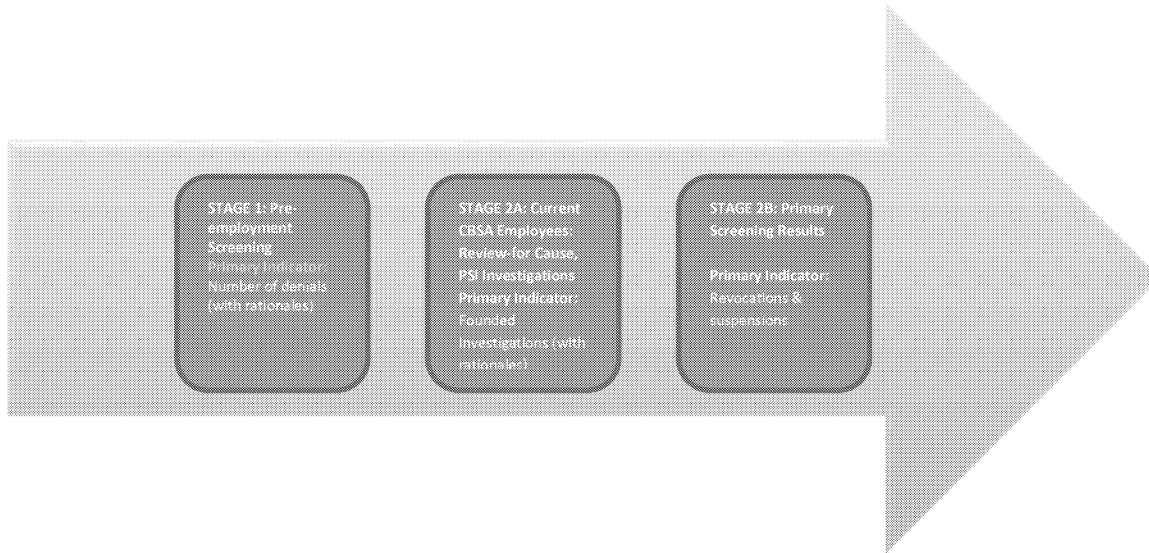 STAGE 1: Pre-
employment
Screening
Primary Indicator:
Number of denials
(with rationales)
STAGE 2A: Current
CBSA Employees:
Review-for Cause,
PSI Investigations
Primary Indicator:
Founded
Investigations (with
rationales)
STAGE 2B: Primary
Screening Results
Primary Indicator:
Revocations &
suspensions